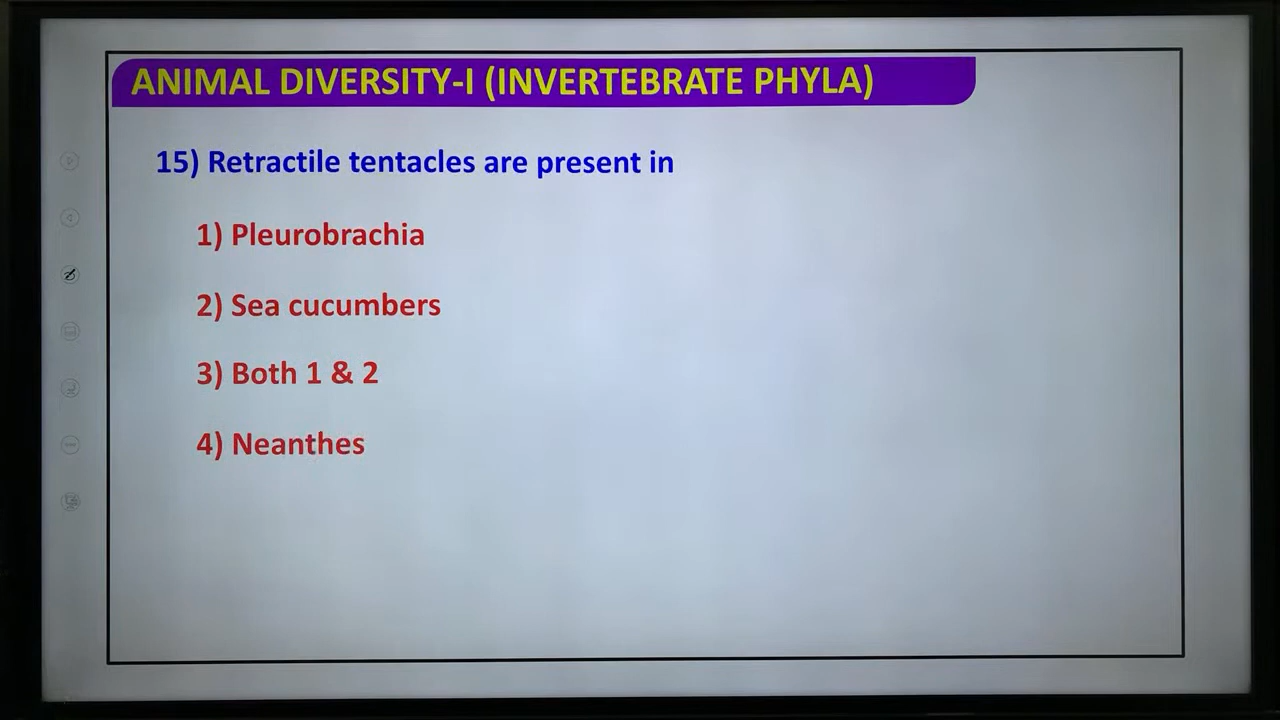 ANIMAL DIVERSITY-I (INVERTEBRATE PHYLA)
15) Retractile tentacles are present in
1) Pleurobrachia
2) Sea cucumbers
3) Both 1 & 2
4) Neanthes